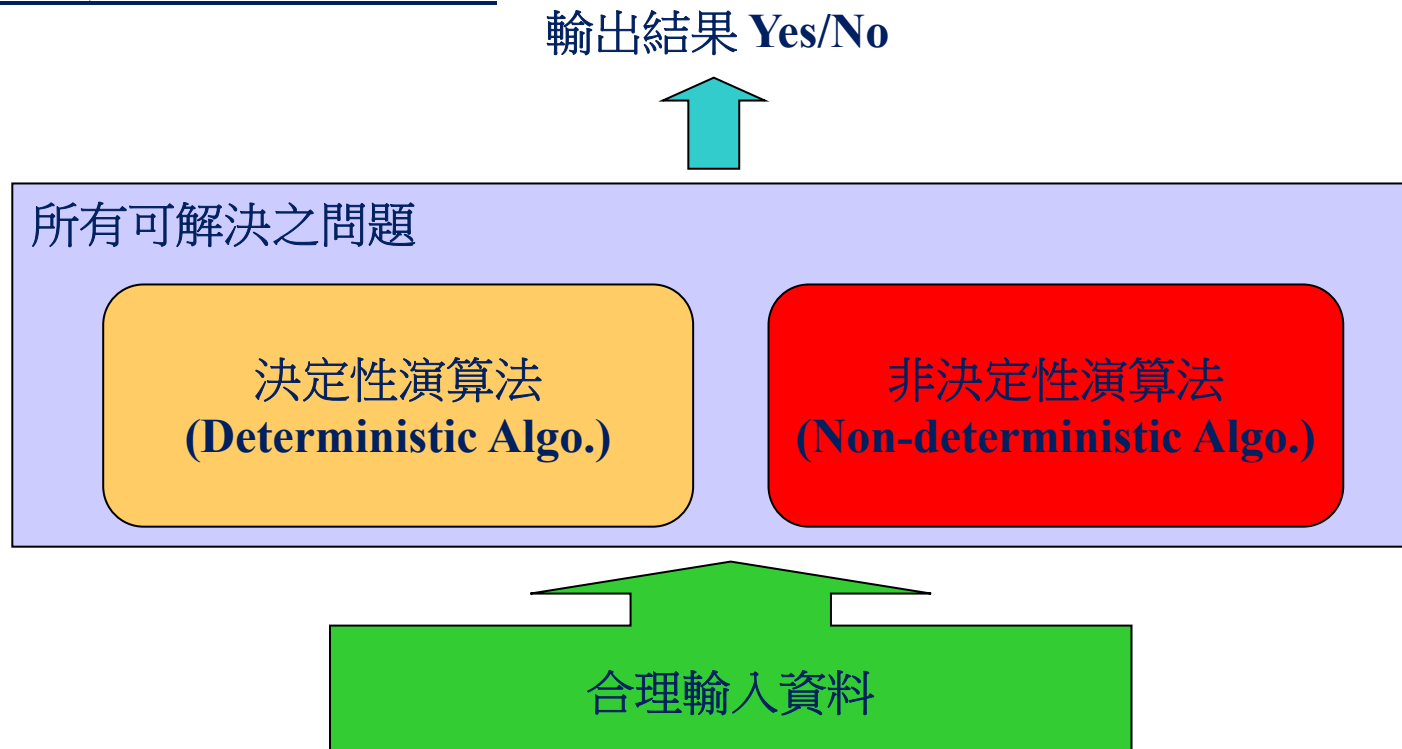 輸出結果 Yes/No
所有可解決之問題
決定性演算法
(Deterministic Algo.)
非決定性演算法
(Non-deterministic Algo.)
合理輸入資料